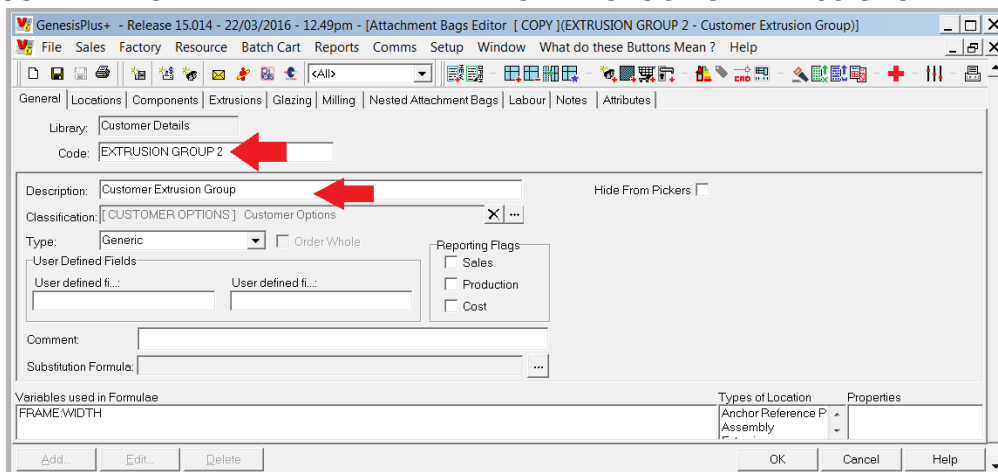 GenesisPlus+ - Release 15.014 - 22/03/2016 - 12.49pm - [Attachment Bags Editor [ COPY ](EXTRUSION GROUP 2 - Customer Extrusion Group)]
File Sales Factory Resource Batch Cart Reports Comms Setup Window What do these Buttons Mean ? Help
<All>
General Locations Components Extrusions Glazing Milling Nested Attachment Bags Labour Notes Attributes
Library: Customer Details
Code: EXTRUSION GROUP 2
Description: Customer Extrusion Group Hide From Pickers
Classification: [ CUSTOMER OPTIONS ] Customer Options X ...
Type: Generic Order Whole Reporting Flags
User Defined Fields Sales
User defined fi...: User defined fi...: Production
Cost
Comment:
Substitution Formula: ...
Variables used in Formulae Types of Location Properties
FRAME:WIDTH Anchor Reference P
Assembly
Add... Edit... Delete OK Cancel Help